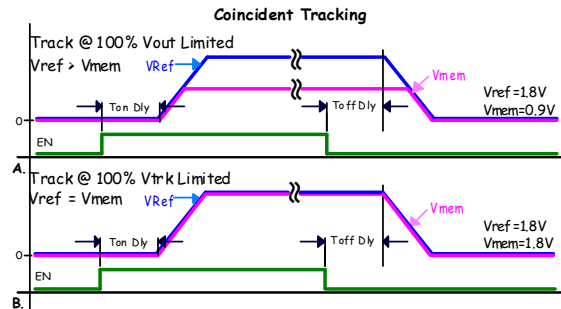 Coincident Tracking
Track @ 100% Vout Limited
Vref > Vmem
VRef
Vmem
Ton Dly
Toff Dly
Vref=1.8V
Vmem=0.9V
0
EN
A.
Track @ 100% Vtrk Limited
Vref = Vmem
VRef
Vmem
Vref=1.8V
Vmem=1.8V
Ton Dly
Toff Dly
0
EN
B.